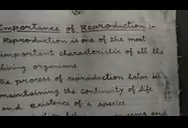 Importance of Reproduction :-
Reproduction is one of the most
important characteristic of all the
living organisms
The process of reproduction helps in
maintaining the continuity of life
and existence of a species.